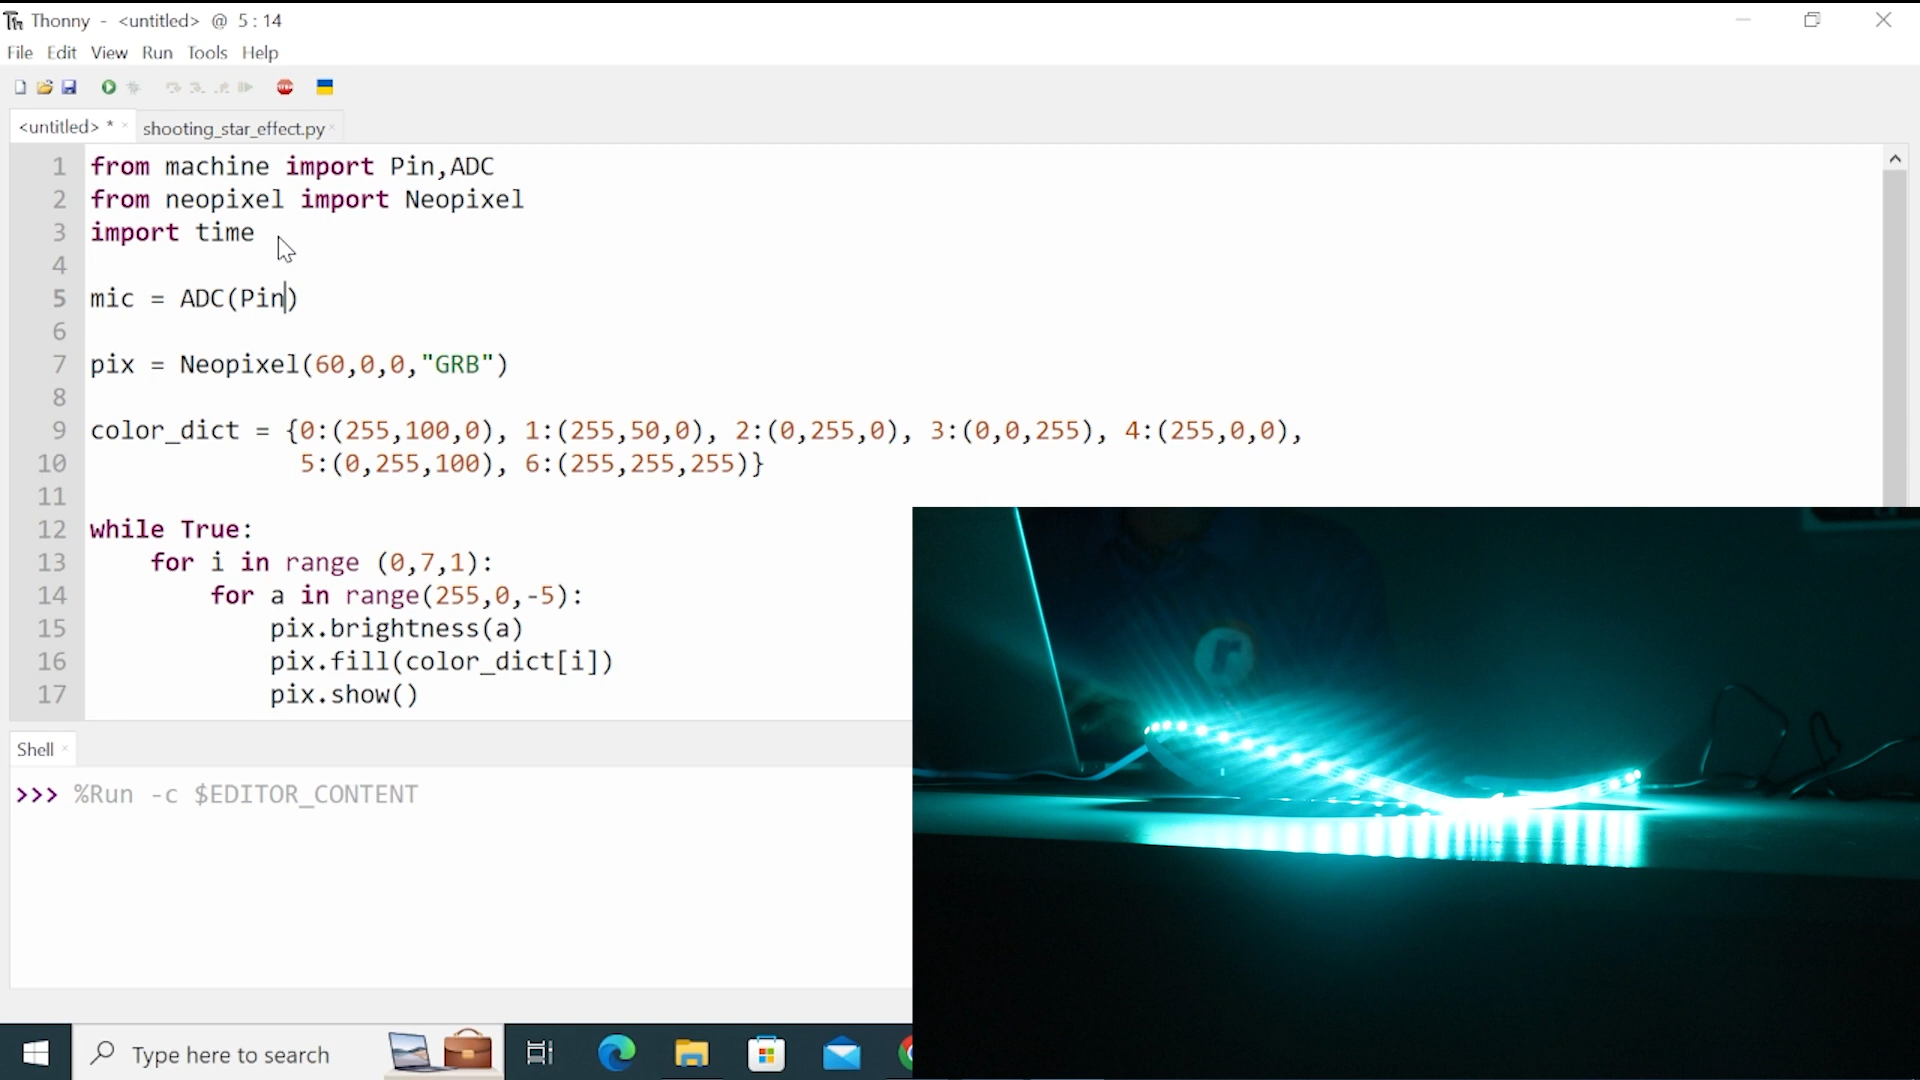 Thonny - <untitled> @ 5 : 14
File Edit View Run Tools Help
<untitled> * × shooting_star_effect.py ×
1 from machine import Pin,ADC
2 from neopixel import Neopixel
3 import time
4
5 mic = ADC(Pin)
6
7 pix = Neopixel(60,0,0,"GRB")
8
9 color_dict = {0:(255,100,0), 1:(255,50,0), 2:(0,255,0), 3:(0,0,255), 4:(255,0,0),
10 5:(0,255,100), 6:(255,255,255)}
11
12 while True:
13 for i in range (0,7,1):
14 for a in range(255,0,-5):
15 pix.brightness(a)
16 pix.fill(color_dict[i])
17 pix.show()
Shell ×
>>> %Run -c $EDITOR_CONTENT
Type here to search